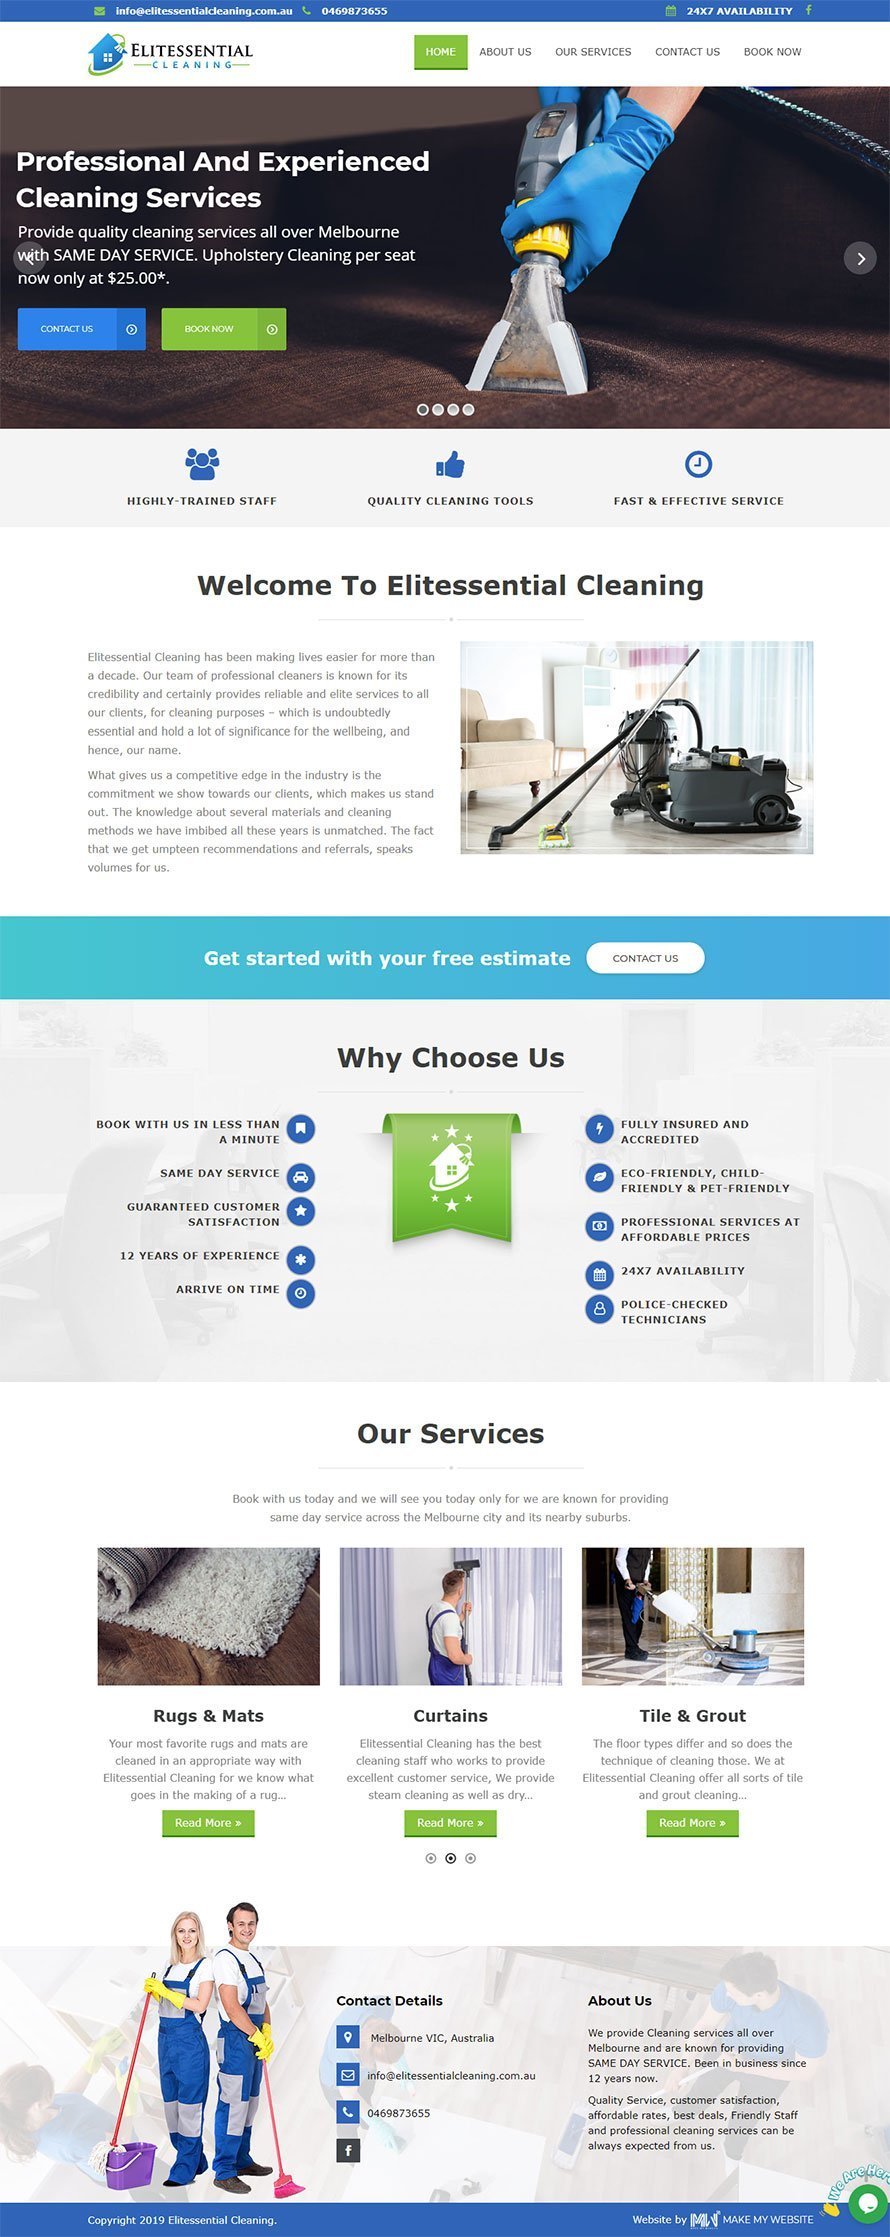 info@elitessentialcleaning.com.au 0469873655 24X7 AVAILABILITY
ELITESSENTIAL
CLEANING
HOME ABOUT US OUR SERVICES CONTACT US BOOK NOW
Professional And Experienced
Cleaning Services
Provide quality cleaning services all over Melbourne
with SAME DAY SERVICE. Upholstery Cleaning per seat
now only at $25.00*.
CONTACT US BOOK NOW
HIGHLY-TRAINED STAFF QUALITY CLEANING TOOLS FAST & EFFECTIVE SERVICE
Welcome To Elitessential Cleaning
Elitessential Cleaning has been making lives easier for more than
a decade. Our team of professional cleaners is known for its
credibility and certainly provides reliable and elite services to all
our clients, for cleaning purposes – which is undoubtedly
essential and hold a lot of significance for the wellbeing, and
hence, our name.
What gives us a competitive edge in the industry is the
commitment we show towards our clients, which makes us stand
out. The knowledge about several materials and cleaning
methods we have imbibed all these years is unmatched. The fact
that we get umpteen recommendations and referrals, speaks
volumes for us.
Get started with your free estimate CONTACT US
Why Choose Us
BOOK WITH US IN LESS THAN
A MINUTE
SAME DAY SERVICE
GUARANTEED CUSTOMER
SATISFACTION
12 YEARS OF EXPERIENCE
ARRIVE ON TIME
FULLY INSURED AND
ACCREDITED
ECO-FRIENDLY, CHILD-
FRIENDLY & PET-FRIENDLY
PROFESSIONAL SERVICES AT
AFFORDABLE PRICES
24X7 AVAILABILITY
POLICE-CHECKED
TECHNICIANS
Our Services
Book with us today and we will see you today only for we are known for providing
same day service across the Melbourne city and its nearby suburbs.
Rugs & Mats
Your most favorite rugs and mats are
cleaned in an appropriate way with
Elitessential Cleaning for we know what
goes in the making of a rug...
Read More »
Curtains
Elitessential Cleaning has the best
cleaning staff who works to provide
excellent customer service, We provide
steam cleaning as well as dry...
Read More »
Tile & Grout
The floor types differ and so does the
technique of cleaning those. We at
Elitessential Cleaning offer all sorts of tile
and grout cleaning...
Read More »
Contact Details
Melbourne VIC, Australia
info@elitessentialcleaning.com.au
0469873655
About Us
We provide Cleaning services all over
Melbourne and are known for providing
SAME DAY SERVICE. Been in business since
12 years now.
Quality Service, customer satisfaction,
affordable rates, best deals, Friendly Staff
and professional cleaning services can be
always expected from us.
We Are Here
Copyright 2019 Elitessential Cleaning. Website by MMW MAKE MY WEBSITE